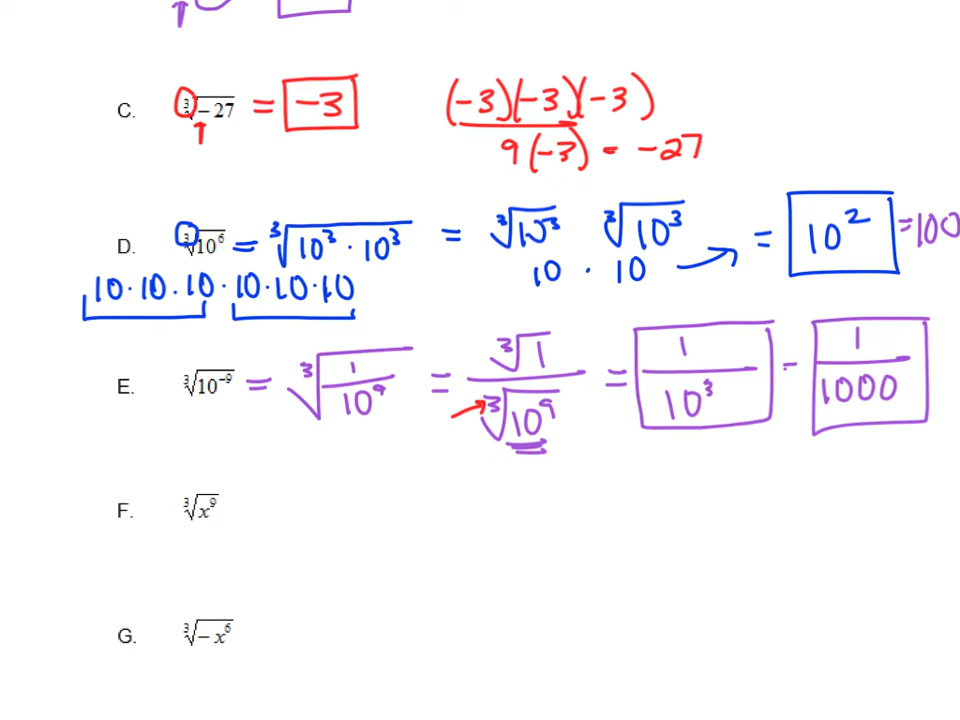 C. ∛-27 = -3 (-3)(-3)(-3)
9(-3) = -27
D. ∛10⁶ = ∛10³ · 10³ = ∛10³ ∛10³ = 10² = 100
10 · 10 · 10 · 10 · 10 · 10 10 · 10
E. ∛10⁻⁹ = ∛1/10⁹ = ∛1/∛10⁹ = 1/10³ - 1/1000
F. ∛x⁹
G. ∛-x⁶